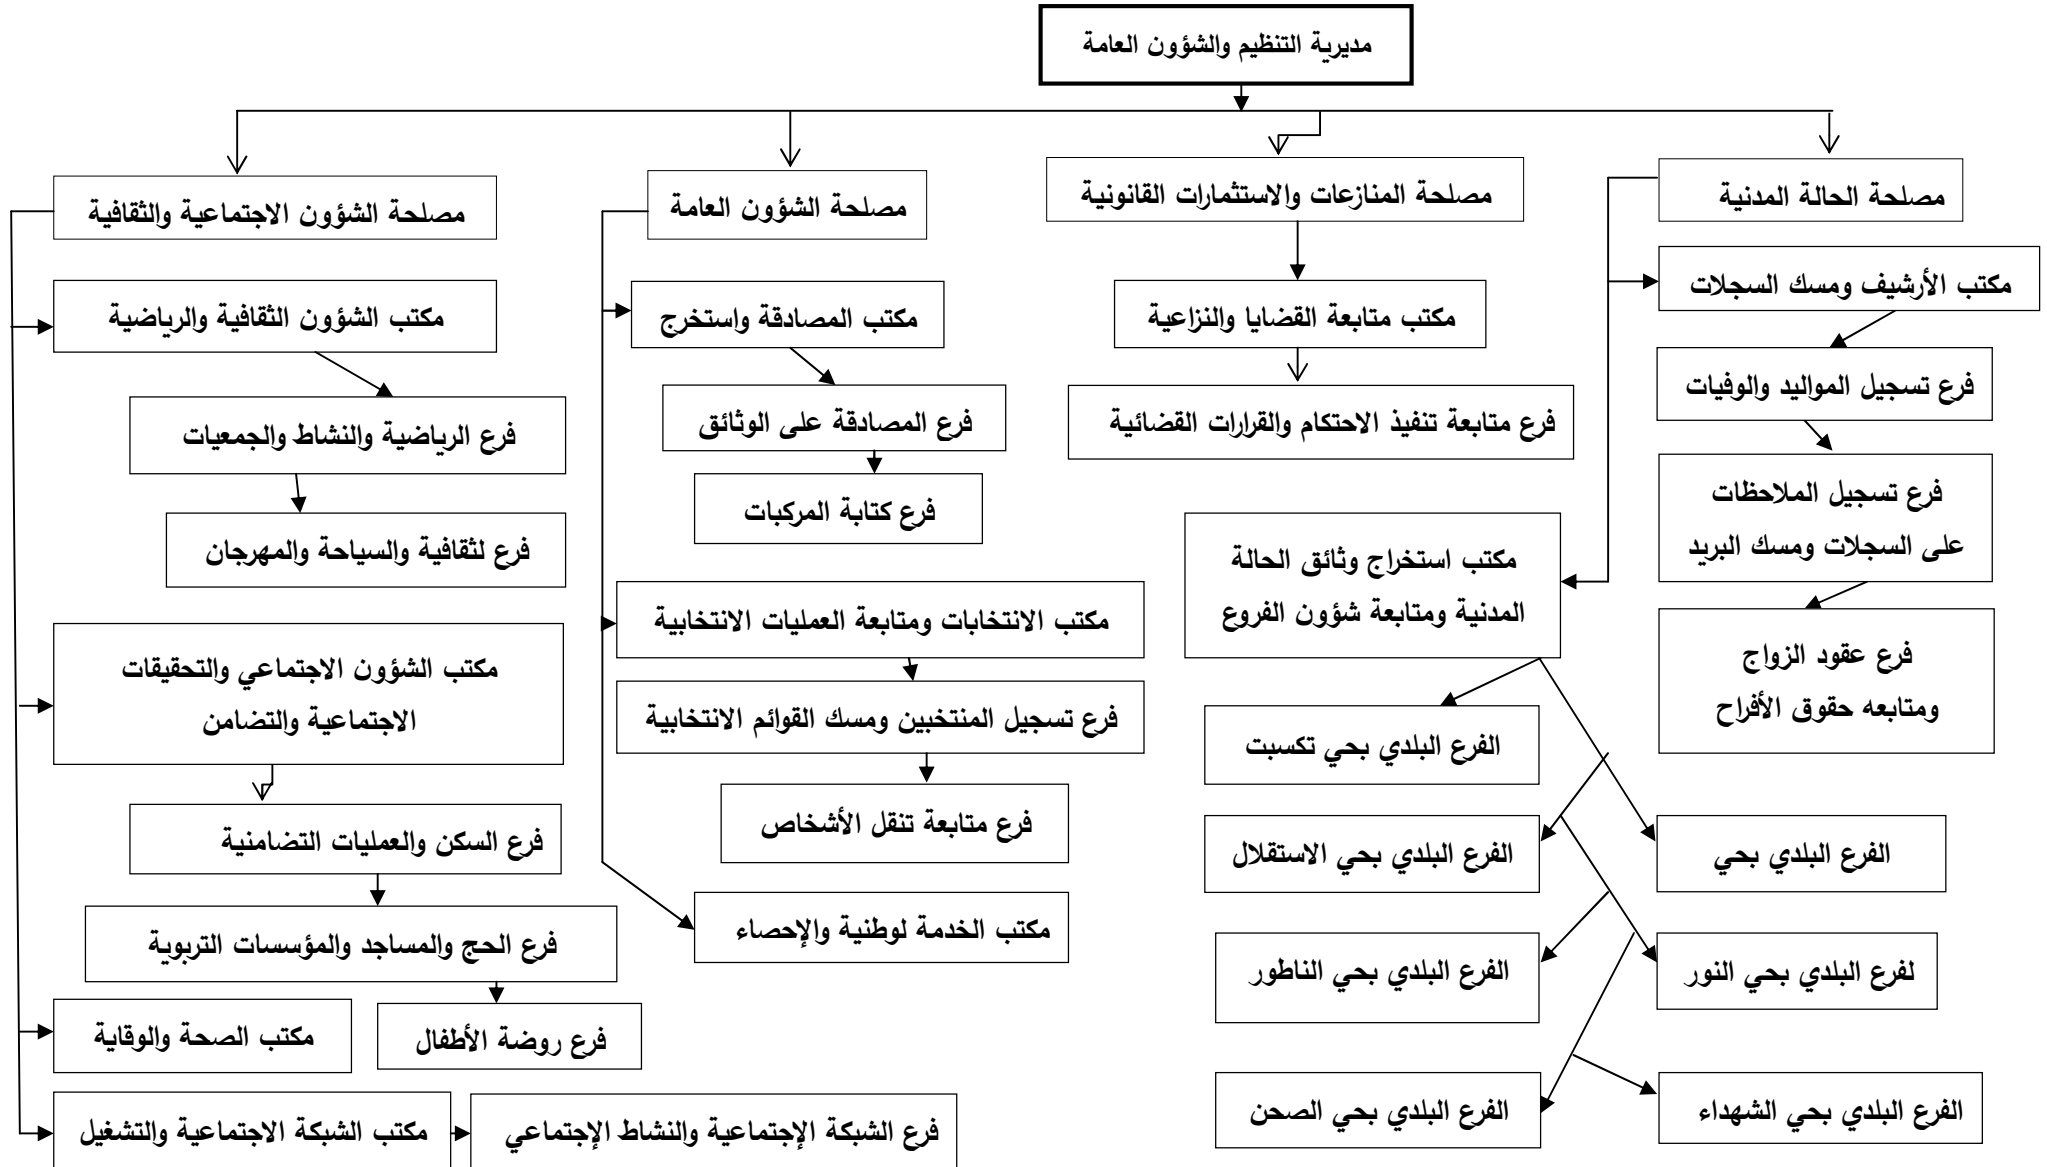 مديرية التنظيم والشؤون العامة
مصلحة الحالة المدنية
مصلحة المنازعات والاستثمارات القانونية
مصلحة الشؤون العامة
مصلحة الشؤون الاجتماعية والثقافية
مكتب الأرشيف ومسك السجلات
فرع تسجيل المواليد والوفيات
فرع تسجيل الملاحظات
على السجلات ومسك البريد
فرع عقود الزواج
ومتابعه حقوق الأفراح
مكتب استخراج وثائق الحالة
المدنية ومتابعة شؤون الفروع
الفرع البلدي بحي تكسبت
الفرع البلدي بحي
الفرع البلدي بحي الاستقلال
لفرع البلدي بحي النور
الفرع البلدي بحي الناطور
الفرع البلدي بحي الشهداء
الفرع البلدي بحي الصحن
مكتب متابعة القضايا والنزاعية
فرع متابعة تنفيذ الاحتكام والقرارات القضائية
مكتب المصادقة واستخرج
فرع المصادقة على الوثائق
فرع كتابة المركبات
مكتب الانتخابات ومتابعة العمليات الانتخابية
فرع تسجيل المنتخبين ومسك القوائم الانتخابية
فرع متابعة تنقل الأشخاص
مكتب الخدمة لوطنية والإحصاء
مكتب الشؤون الثقافية والرياضية
فرع الرياضية والنشاط والجمعيات
فرع لثقافية والسياحة والمهرجان
مكتب الشؤون الاجتماعي والتحقيقات
الاجتماعية والتضامن
فرع السكن والعمليات التضامنية
فرع الحج والمساجد والمؤسسات التربوية
فرع روضة الأطفال
مكتب الصحة والوقاية
مكتب الشبكة الاجتماعية والتشغيل
فرع الشبكة الإجتماعية والنشاط الإجتماعي